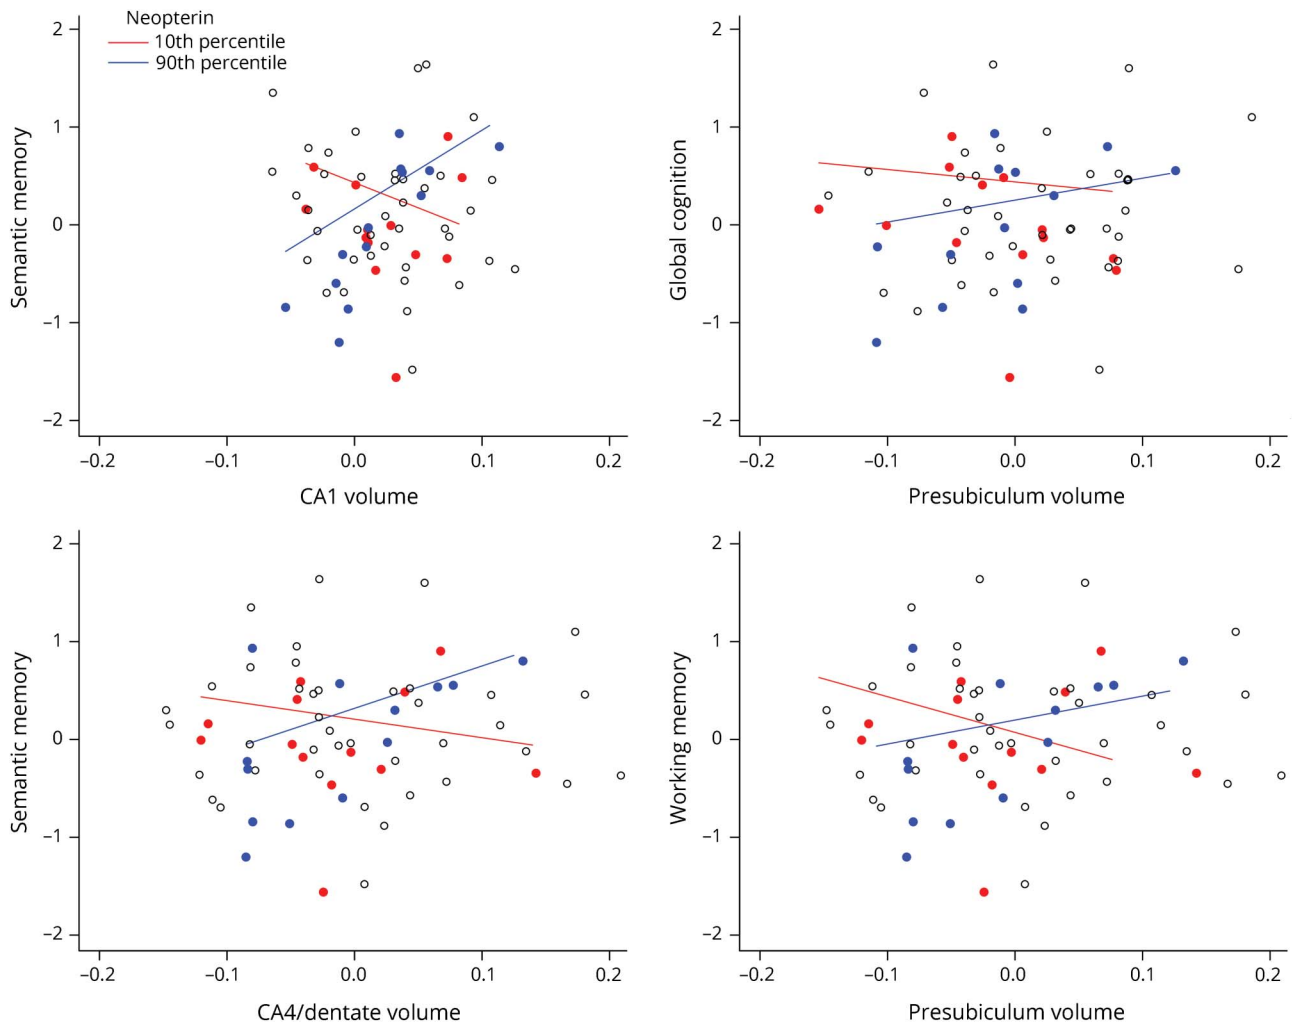 Neopterin
10th percentile
90th percentile
2
1
0
−1
−2
Semantic memory
−0.2 −0.1 0.0 0.1 0.2
CA1 volume
2
1
0
−1
−2
Global cognition
−0.2 −0.1 0.0 0.1 0.2
Presubiculum volume
2
1
0
−1
−2
Semantic memory
−0.2 −0.1 0.0 0.1 0.2
CA4/dentate volume
2
1
0
−1
−2
Working memory
−0.2 −0.1 0.0 0.1 0.2
Presubiculum volume